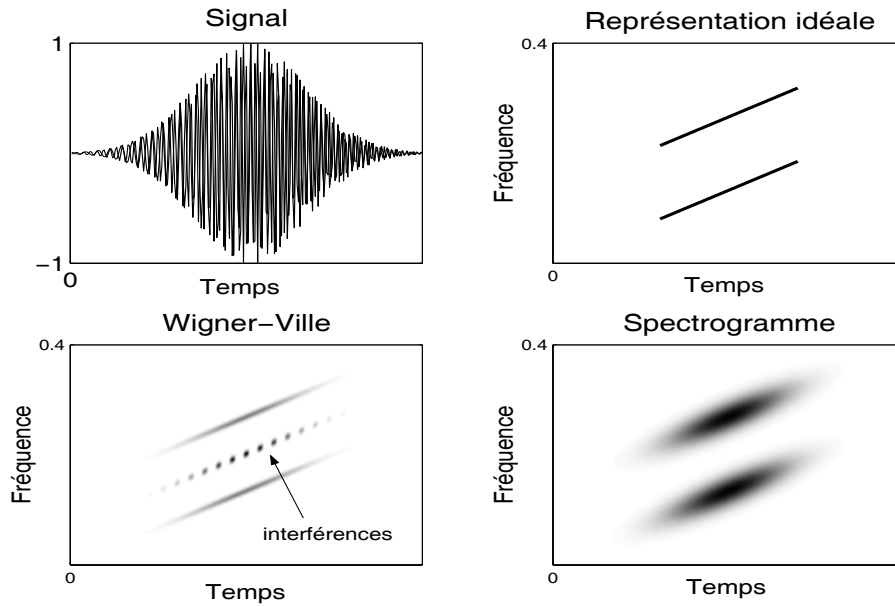 Signal
1
−1
0
Temps
Représentation idéale
0.4
Fréquence
0
Temps
Wigner−Ville
0.4
Fréquence
interférences
0
Temps
Spectrogramme
0.4
Fréquence
0
Temps